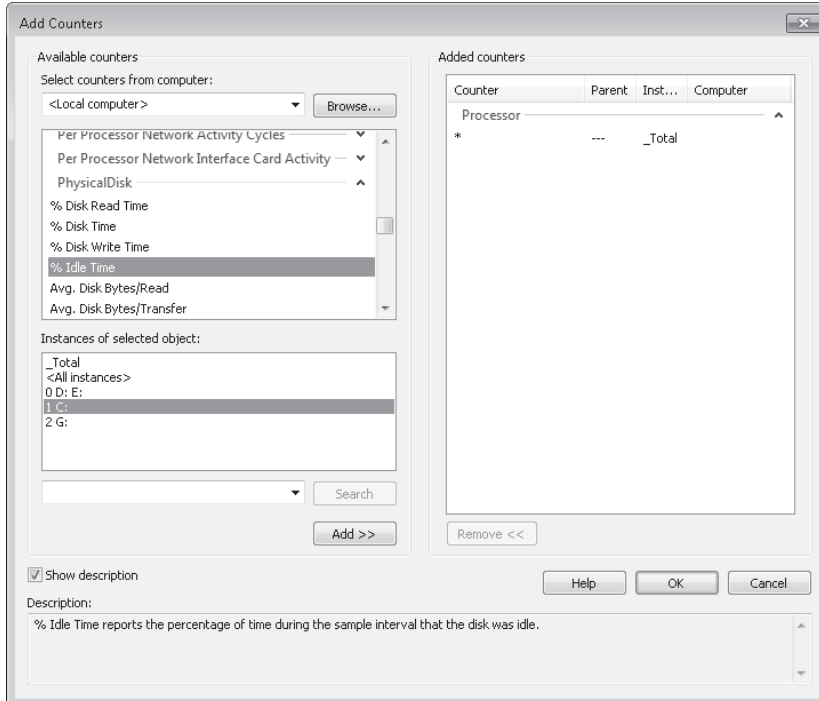 Add Counters
Available counters
Select counters from computer:
<Local computer>
Browse...
Per Processor Network Activity Cycles
Per Processor Network Interface Card Activity
PhysicalDisk
% Disk Read Time
% Disk Time
% Disk Write Time
% Idle Time
Avg. Disk Bytes/Read
Avg. Disk Bytes/Transfer
Instances of selected object:
_Total
<All instances>
0 D: E:
1 C:
2 G:
Search
Add >>
Added counters
Counter Parent Inst... Computer
Processor
* --- _Total
Remove <<
Show description
Help OK Cancel
Description:
% Idle Time reports the percentage of time during the sample interval that the disk was idle.